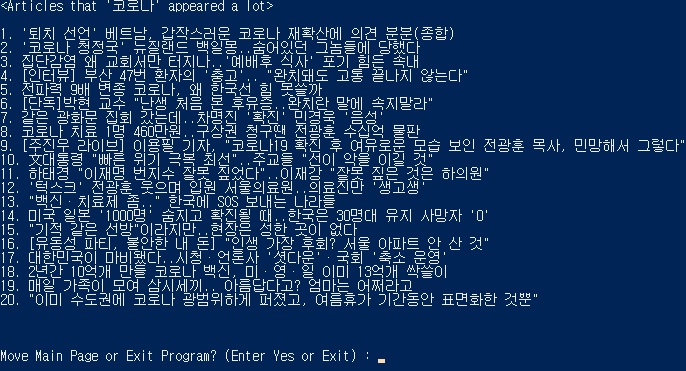 <Articles that '코로나' appeared a lot>
1. '퇴치 선언' 베트남, 갑작스러운 코로나 재확산에 의견 분분(종합)
2. '코로나 청정국' 뉴질랜드 백일몽..숨어있던 그놈들에 당했다
3. 집단감염 왜 교회서만 터지나..'예배후 식사' 포기 힘든 속내
4. [인터뷰] 부산 47번 환자의 '충고'.. "완치돼도 고통 끝나지 않는다"
5. 전파력 9배 변종 코로나, 왜 한국선 힘 못쓸까
6. [단독]박현 교수 "난생 처음 본 후유증..완치란 말에 속지말라"
7. 같은 광화문 집회 갔는데..차명진 '확진' 민경욱 '음성'
8. 코로나 치료 1명 460만원..구상권 청구땐 전광훈 수십억 물판
9. [주진우 라이브] 이용필 기자, "코로나19 확진 후 여유로운 모습 보인 전광훈 목사, 민망해서 그렇다"
10. 文대통령 "빠른 위기 극복 최선"..주교들 "선이 악을 이길 것"
11. 하태경 "이재명 번지수 잘못 짚었다"..이재강 "잘못 짚은 것은 하의원"
12. '턱스크' 전광훈 웃으며 입원 서울의료원..의료진만 '생고생'
13. "백신·치료제 좀.." 한국에 SOS 보내는 나라들
14. 미국 일본 '1000명' 숨지고 확진될 때..한국은 30명대 유지 사망자 '0'
15. "기적 같은 선방"이라지만..현장은 성한 곳이 없다
16. [유동성 파티, 불안한 내 돈] "인생 가장 후회? 서울 아파트 안 산 것"
17. 대한민국이 마비됐다..시청·언론사 '셧다운'·국회 '축소 운영'
18. 2년간 10억개 만들 코로나 백신, 미·영·일 이미 13억개 싹쓸이
19. 매일 가족이 모여 삼시세끼.. 아름답다고? 엄마는 어쩌라고
20. "이미 수도권에 코로나 광범위하게 퍼졌고, 여름휴가 기간동안 표면화한 것뿐"
Move Main Page or Exit Program? (Enter Yes or Exit) : _